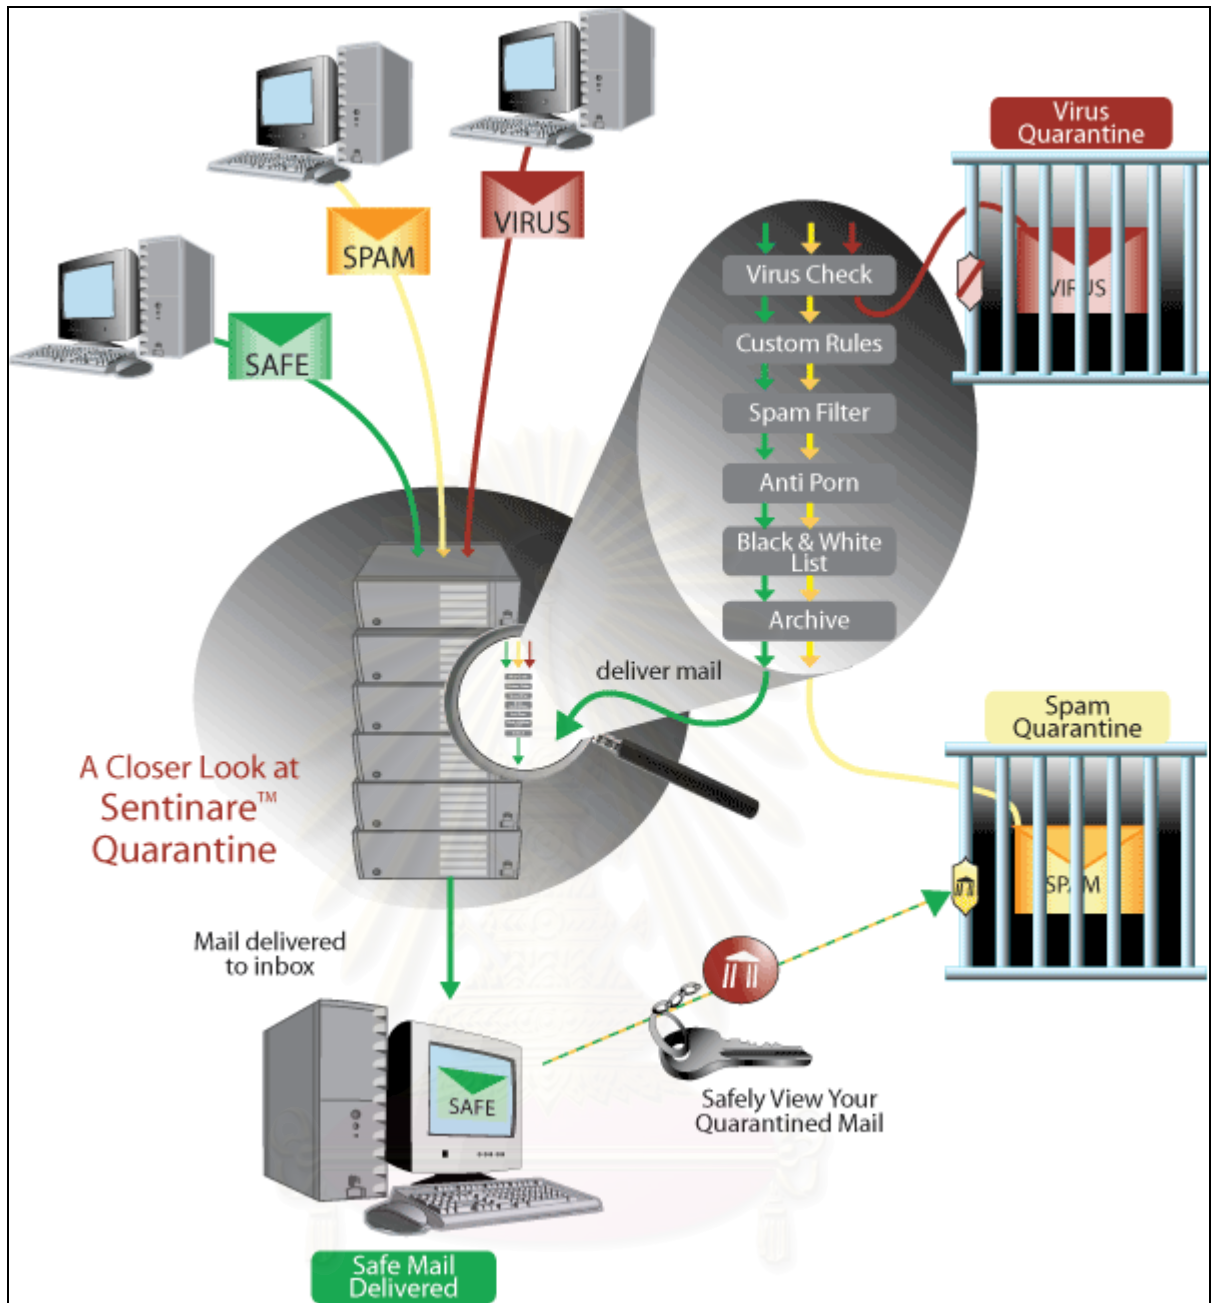 VIRUS
SPAM
SAFE
Virus
Quarantine
VIRUS
Virus Check
Custom Rules
Spam Filter
Anti Porn
Black & White
List
Archive
deliver mail
Spam
Quarantine
SPAM
A Closer Look at
Sentinare™
Quarantine
Mail delivered
to inbox
SAFE
Safely View Your
Quarantined Mail
Safe Mail
Delivered